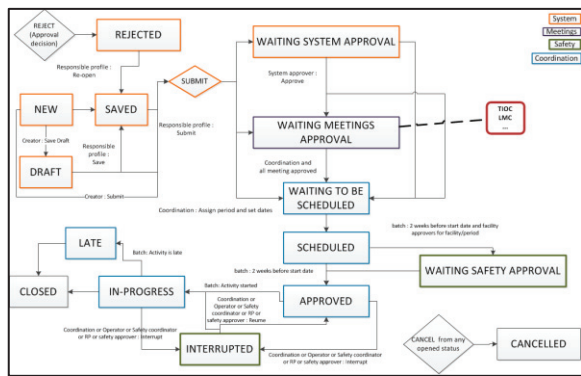 REJECT
(Approval
decision)
REJECTED
Responsible profile :
Re-open
NEW
SAVED
Creator : Save Draft
Responsible
profile :
Save
DRAFT
Creator : Submit
SUBMIT
Responsible profile :
Submit
WAITING SYSTEM APPROVAL
System approver :
Approve
WAITING MEETINGS
APPROVAL
Coordination and
all meeting approved
WAITING TO BE
SCHEDULED
Coordination : Assign period and set dates
System
Meetings
Safety
Coordination
TIOC
LMC
...
SCHEDULED
batch : 2 weeks before start date and facility
approvers for facility/period
WAITING SAFETY APPROVAL
batch : 2 weeks before start date
LATE
Batch: Activity is late
CLOSED
IN-PROGRESS
Batch: Activity started
APPROVED
Coordination or
Operator or Safety
coordinator or RP or
safety approver : Reume
Coordination or Operator or Safety coordinator
or RP or safety approver : Interrupt
INTERRUPTED
Coordination or Operator or Safety coordinator
or RP or safety approver : Interrupt
CANCEL from any
opened status
CANCELLED